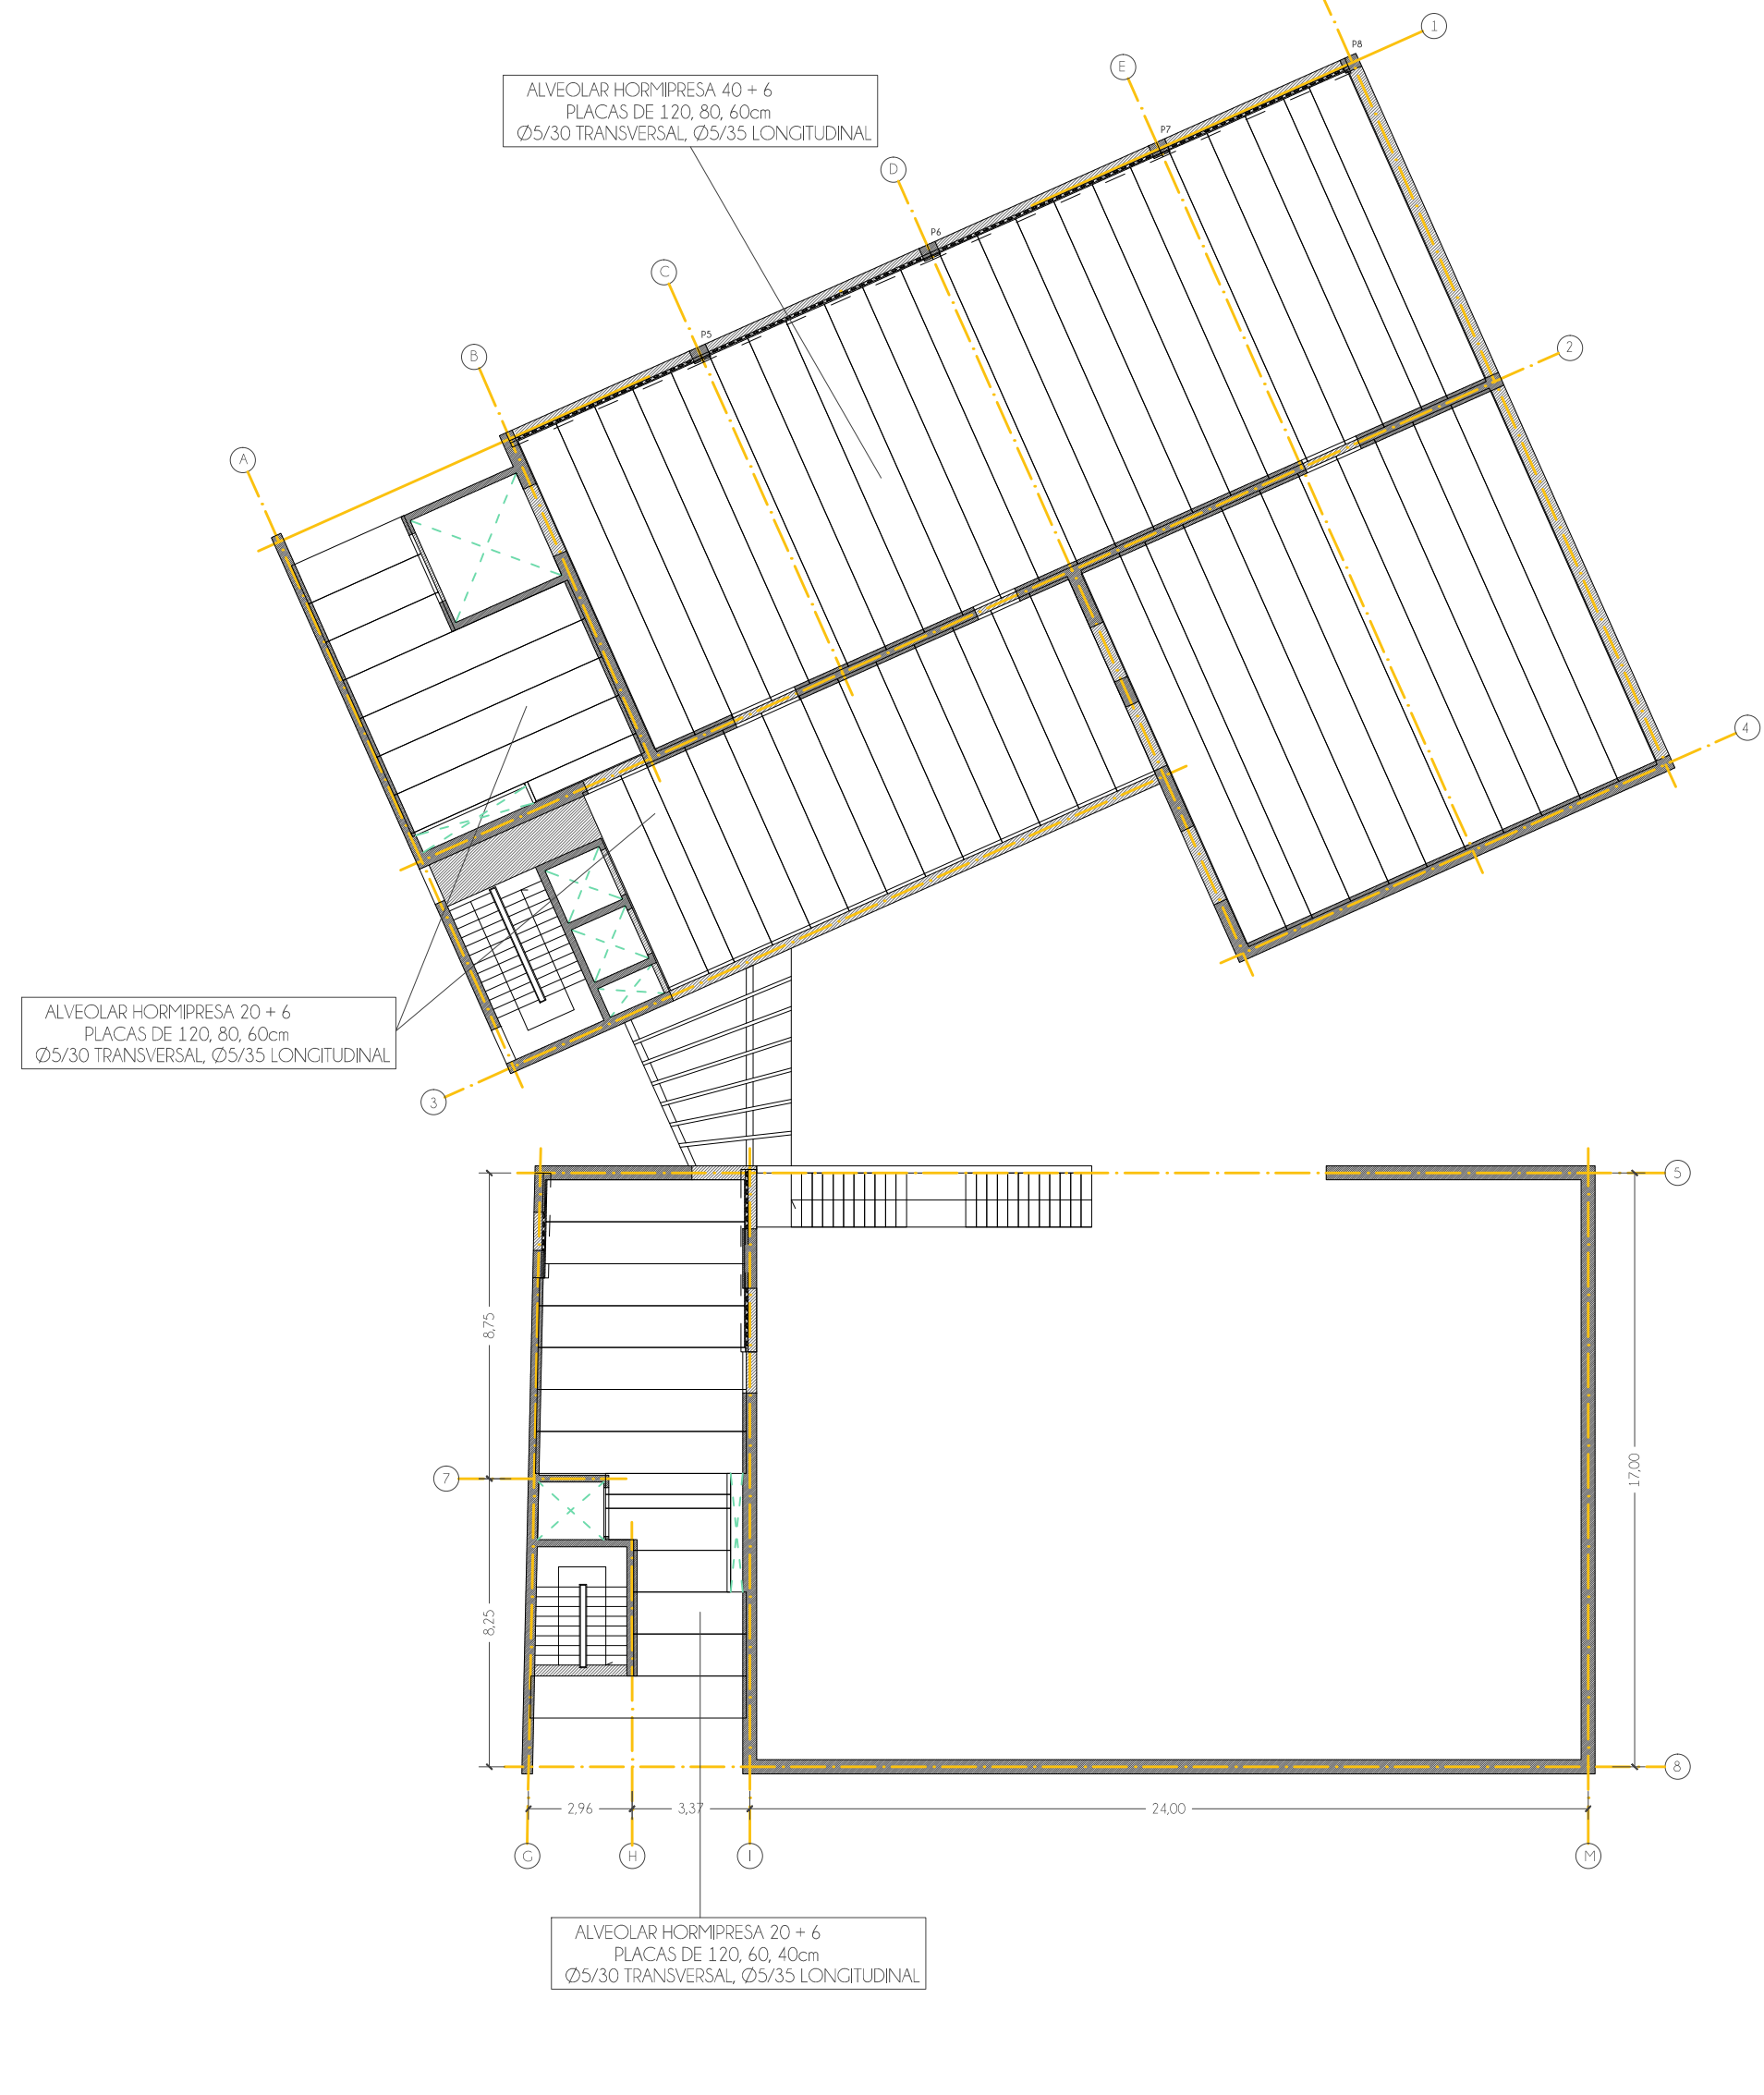 1
P8
E
ALVEOLAR HORMIPRESA 40 + 6
PLACAS DE 120, 80, 60cm
Ø5/30 TRANSVERSAL, Ø5/35 LONGITUDINAL
P7
D
P6
C
P5
B
2
A
4
ALVEOLAR HORMIPRESA 20 + 6
PLACAS DE 120, 80, 60cm
Ø5/30 TRANSVERSAL, Ø5/35 LONGITUDINAL
3
5
8,75
7
17,00
8,25
8
2,96
3,37
24,00
G
H
I
M
ALVEOLAR HORMIPRESA 20 + 6
PLACAS DE 120, 60, 40cm
Ø5/30 TRANSVERSAL, Ø5/35 LONGITUDINAL